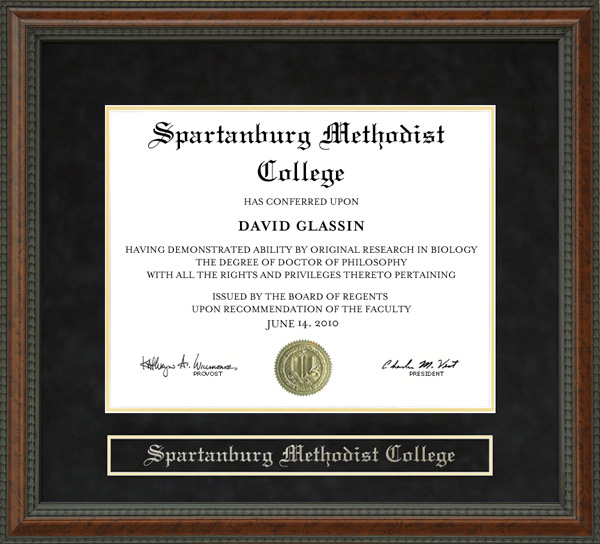 Spartanburg Methodist
College
HAS CONFERRED UPON
DAVID GLASSIN
HAVING DEMONSTRATED ABILITY BY ORIGINAL RESEARCH IN BIOLOGY
THE DEGREE OF DOCTOR OF PHILOSOPHY
WITH ALL THE RIGHTS AND PRIVILEGES THERETO PERTAINING
ISSUED BY THE BOARD OF REGENTS
UPON RECOMMENDATION OF THE FACULTY
JUNE 14, 2010
PROVOST
Charles M. Vest
PRESIDENT
Spartanburg Methodist College